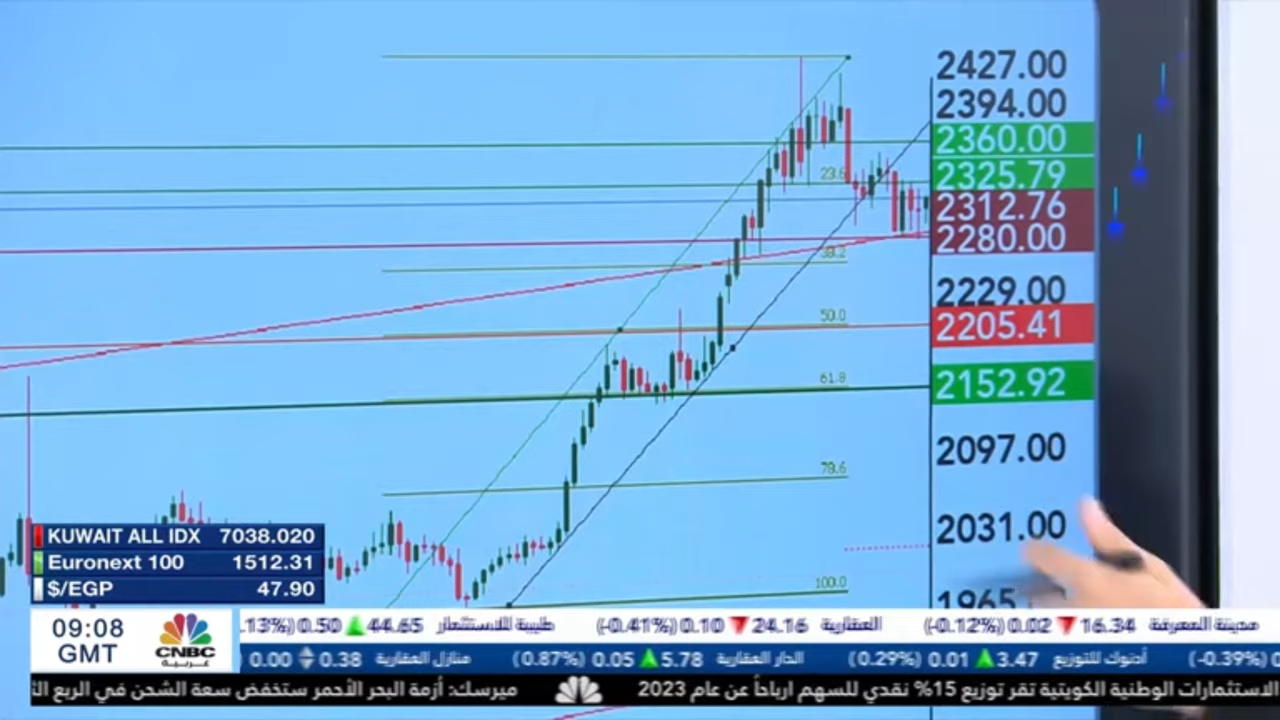 2427.00
2394.00
2360.00
23.6
2325.79
2312.76
2280.00
38.2
2229.00
50.0
2205.41
61.8
2152.92
2097.00
78.6
2031.00
100.0
1965
KUWAIT ALL IDX 7038.020
Euronext 100 1512.31
$/EGP 47.90
09:08
GMT
CNBC
عربية
مدينة المعرفة 16.34 0.02 (-0.12%) العقارية 24.16 0.10 (-0.41%) طيبة للاستثمار 44.65 0.50 .13%)
(-0.39%) أدنوك للتوزيع 3.47 0.01 (0.29%) الدار العقارية 5.78 0.05 (0.87%) منازل العقارية 0.38 0.00
الاستثمارات الوطنية الكويتية تقر توزيع 15% نقدي للسهم ارباحاً عن عام 2023 ميرسك: أزمة البحر الأحمر ستخفض سعة الشحن في الربع